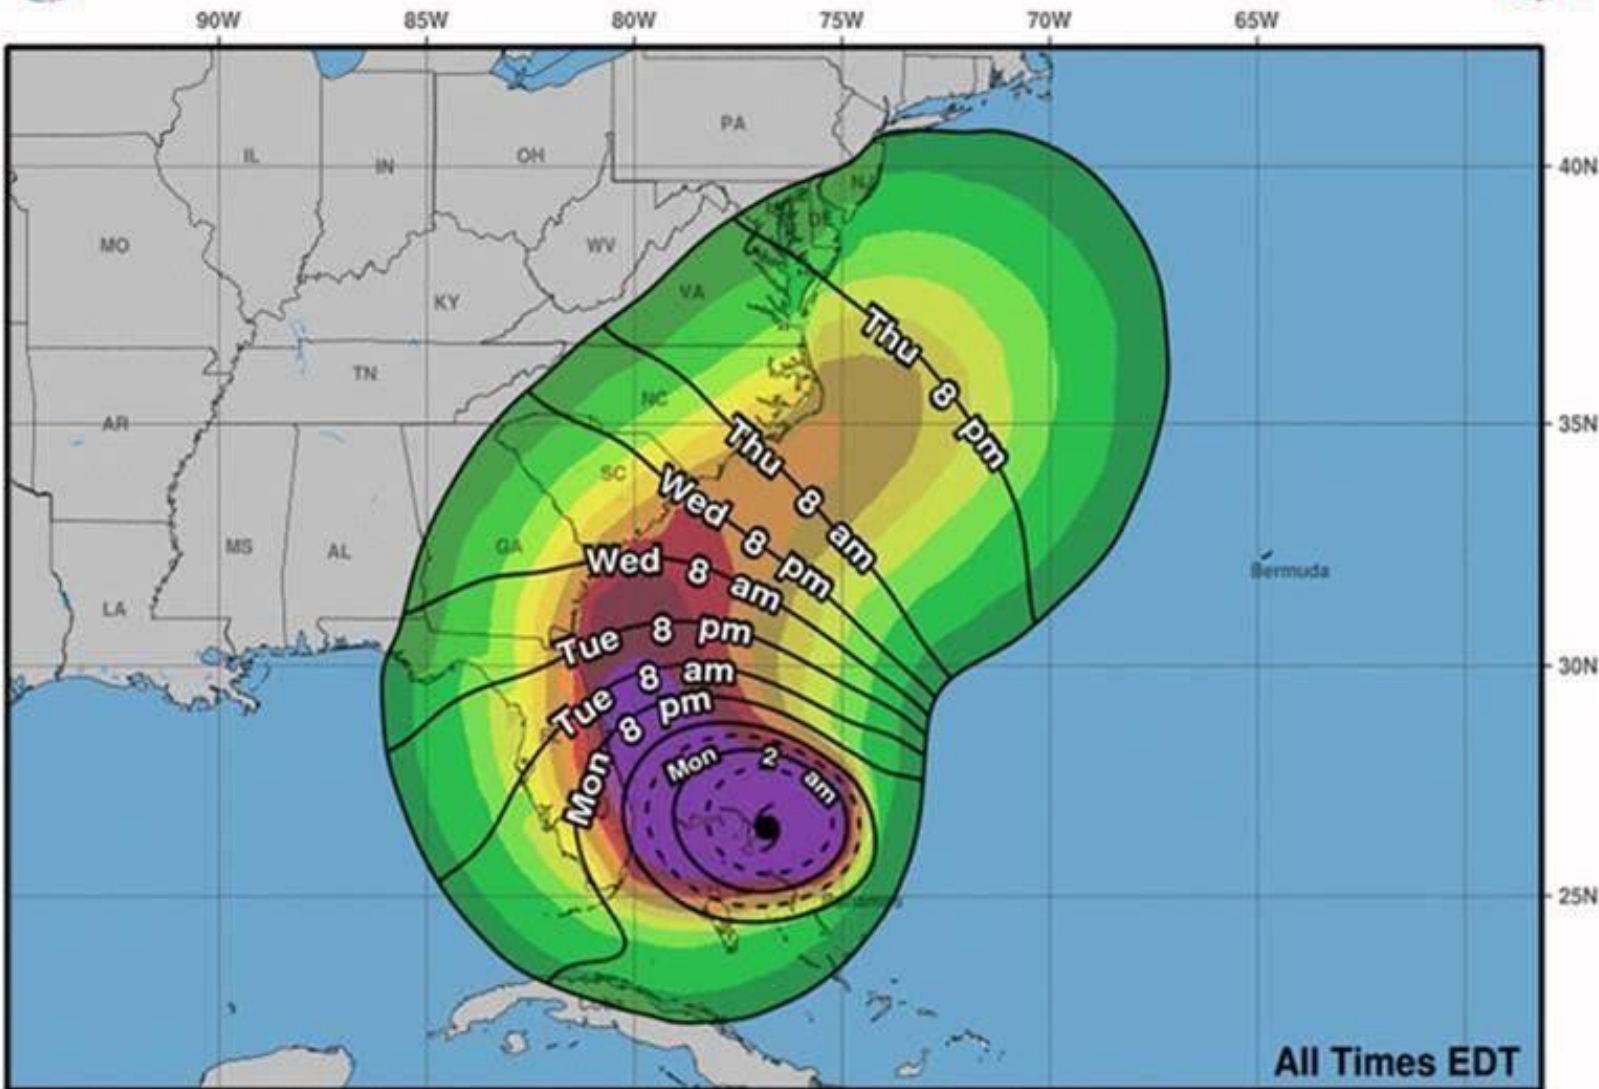 90W 85W 80W 75W 70W 65W
PA
IL IN OH 40N
NJ
MO WV DE
VA
KY
Thu 8 pm
TN
NC
AR 35N
Thu 8 am
SC
Wed 8 pm
MS AL GA
Wed 8 am
Bermuda
LA
Tue 8 pm
30N
Tue 8 am
Mon 8 pm
Mon 2 am
25N
All Times EDT